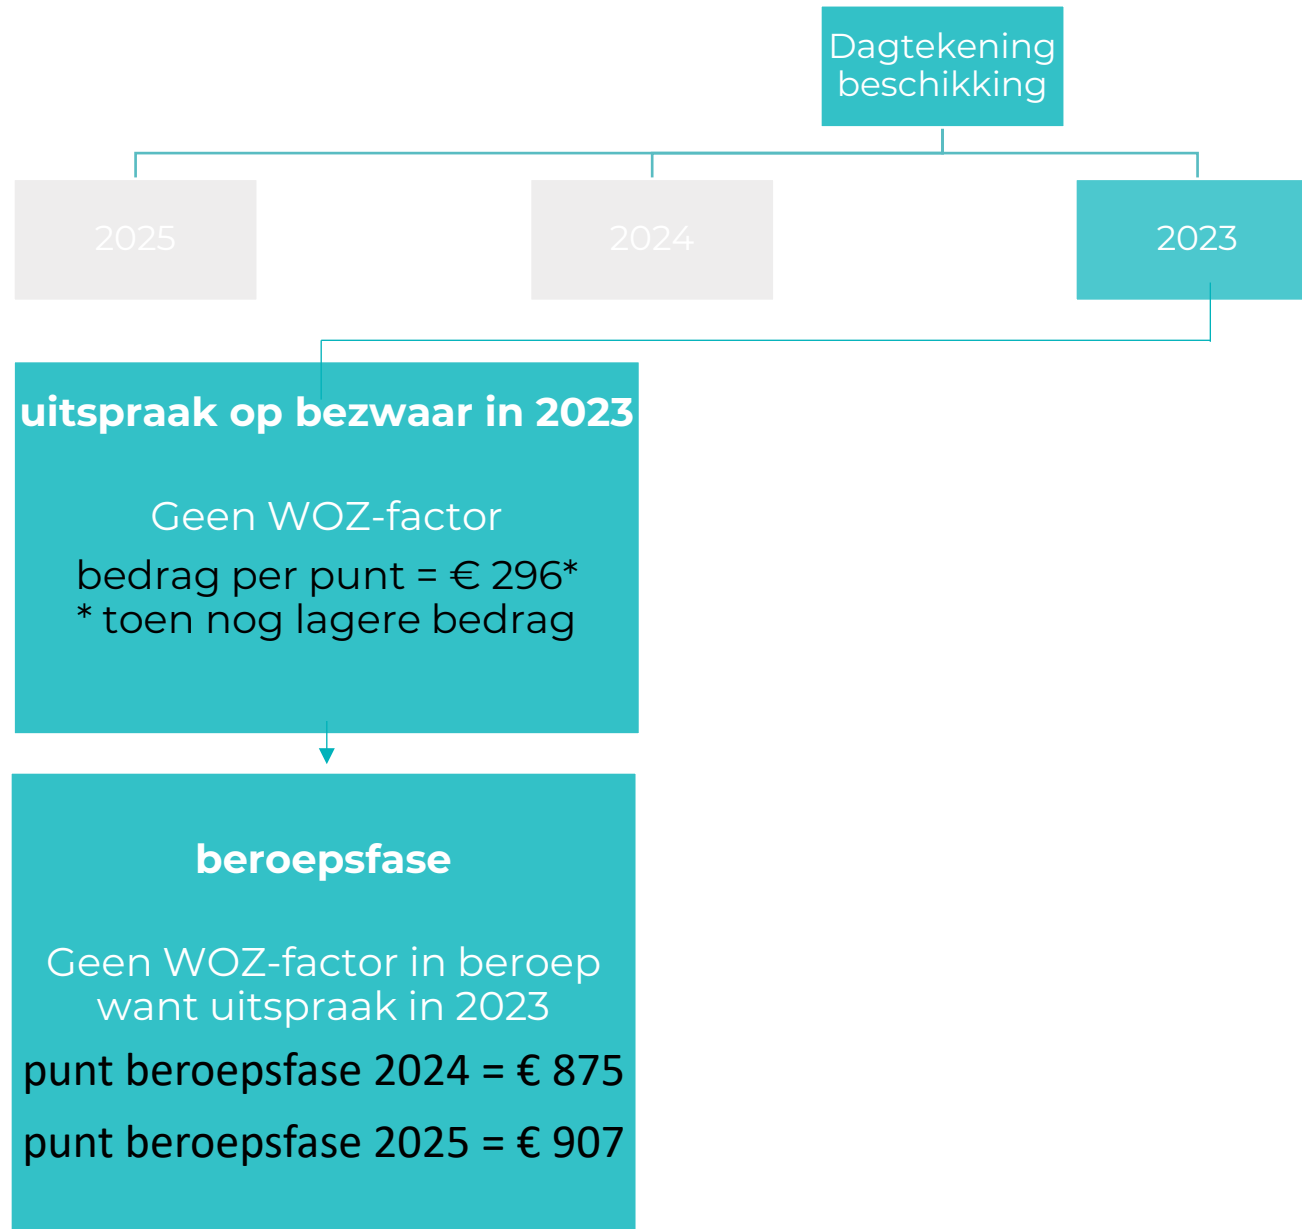 Dagtekening
beschikking
2025
2024
2023
uitspraak op bezwaar in 2023
Geen WOZ-factor
bedrag per punt = € 296*
* toen nog lagere bedrag
beroepsfase
Geen WOZ-factor in beroep
want uitspraak in 2023
punt beroepsfase 2024 = € 875
punt beroepsfase 2025 = € 907